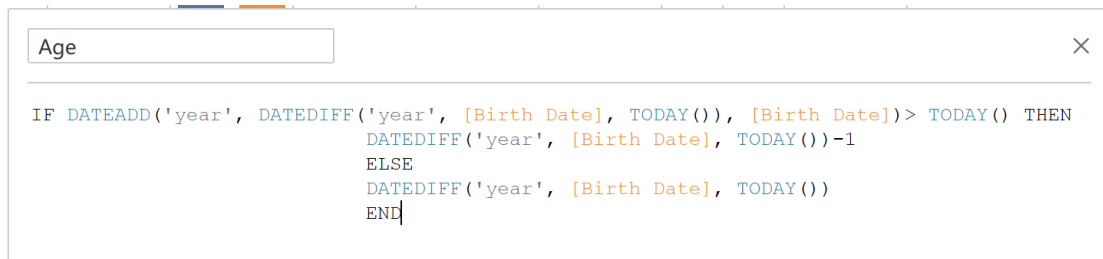 Age
IF DATEADD('year', DATEDIFF('year', [Birth Date], TODAY()), [Birth Date])> TODAY() THEN
DATEDIFF('year', [Birth Date], TODAY())-1
ELSE
DATEDIFF('year', [Birth Date], TODAY())
END